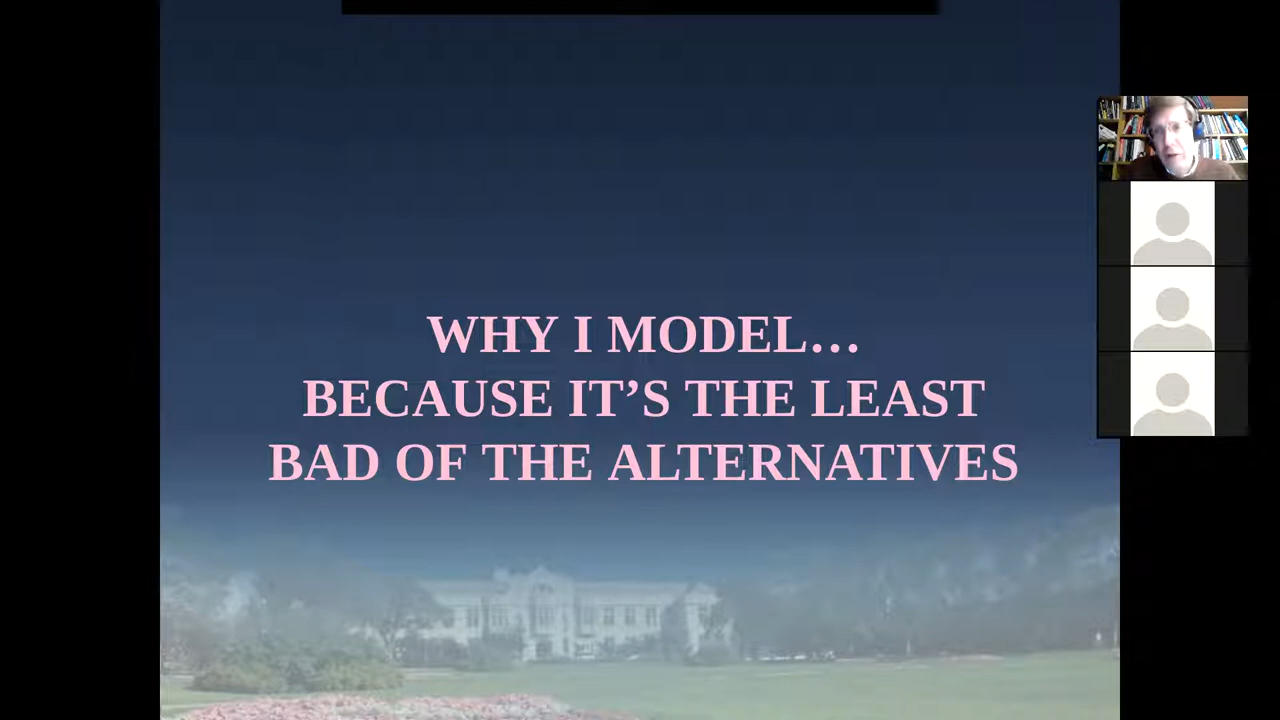 WHY I MODEL…
BECAUSE IT’S THE LEAST
BAD OF THE ALTERNATIVES